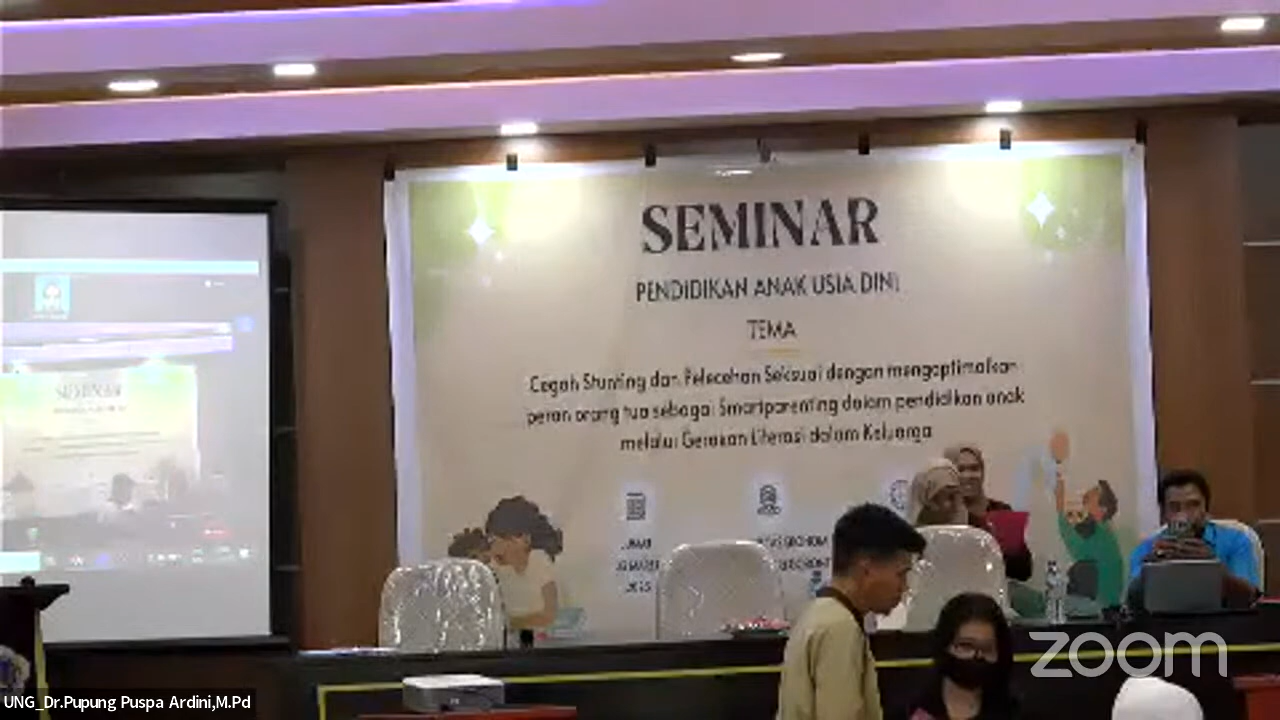 SEMINAR
PENDIDIKAN ANAK USIA DINI
TEMA
Cegah Stunting dan Pelecehan Seksual dengan mengoptimalkan
peran orang tua sebagai Smartparenting dalam pendidikan anak
melalui Gerakan Literasi dalam Keluarga
zoom
UNG_Dr.Pupung Puspa Ardini,M.Pd